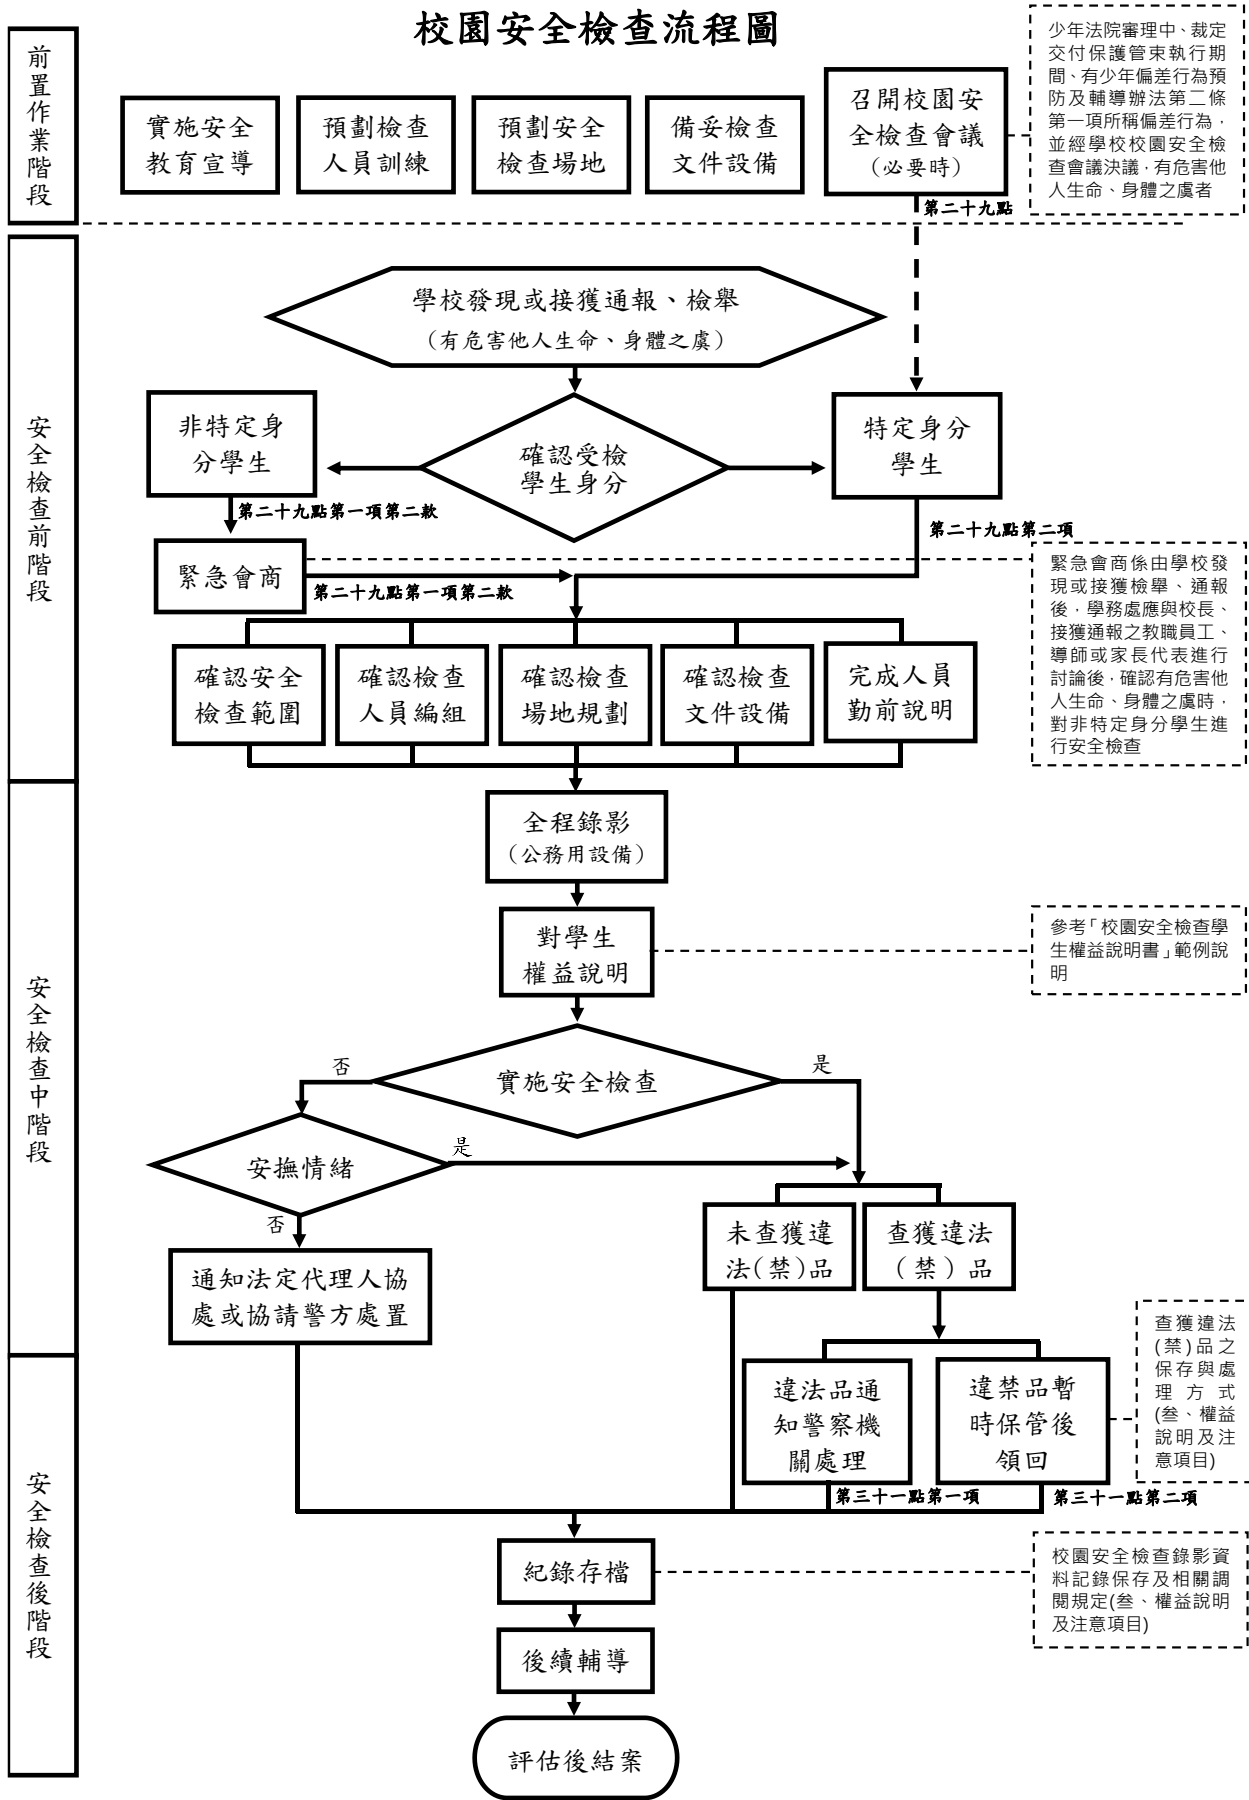 校園安全檢查流程圖
前置作業階段
實施安全
教育宣導
預劃檢查
人員訓練
預劃安全
檢查場地
備妥檢查
文件設備
召開校園安
全檢查會議
(必要時)
少年法院審理中、裁定
交付保護管束執行期
間、有少年偏差行為預
防及輔導辦法第二條
第一項所稱偏差行為，
並經學校校園安全檢
查會議決議，有危害他
人生命、身體之虞者
第二十九點
安全檢查前階段
學校發現或接獲通報、檢舉
(有危害他人生命、身體之虞)
非特定身
分學生
確認受檢
學生身分
特定身分
學生
第二十九點第一項第二款
第二十九點第二項
緊急會商
第二十九點第一項第二款
緊急會商係由學校發
現或接獲檢舉、通報
後，學務處應與校長、
接獲通報之教職員工、
導師或家長代表進行
討論後，確認有危害他
人生命、身體之虞時，
對非特定身分學生進
行安全檢查
確認安全
檢查範圍
確認檢查
人員編組
確認檢查
場地規劃
確認檢查
文件設備
完成人員
勤前說明
安全檢查中階段
全程錄影
(公務用設備)
對學生
權益說明
參考「校園安全檢查學
生權益說明書」範例說
明
實施安全檢查
否
是
安撫情緒
是
否
通知法定代理人協
處或協請警方處置
未查獲違
法(禁)品
查獲違法
(禁)品
安全檢查後階段
違法品通
知警察機
關處理
違禁品暫
時保管後
領回
查獲違法
(禁)品之
保存與處
理方式
(叁、權益
說明及注
意項目)
第三十一點第一項
第三十一點第二項
紀錄存檔
校園安全檢查錄影資
料記錄保存及相關調
閱規定(叁、權益說明
及注意項目)
後續輔導
評估後結案